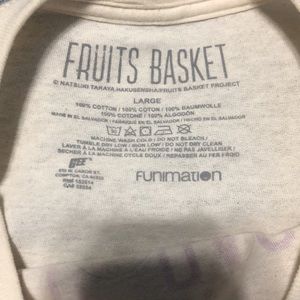 FRUITS BASKET
© NATSUKI TAKAYA,HAKUSENSHA/FRUITS BASKET PROJECT
LARGE
100% COTTON / 100% COTON / 100% BAUMWOLLE
100% COTONE / 100% ALGODÓN
MADE IN EL SALVADOR / FABRIQUÉ EN EL SALVADOR / HECHO EN EL SALVADOR
MACHINE WASH COLD / DO NOT BLEACH/
TUMBLE DRY LOW / IRON LOW / DO NOT DRY CLEAN
LAVER À LA MACHINE À L'EAU FROIDE / NE PAS JAVELLISER /
SÉCHER À LA MACHINE CYCLE DOUX / REPASSER AU FER FROID
COMPTON, CA
FUNIMATION